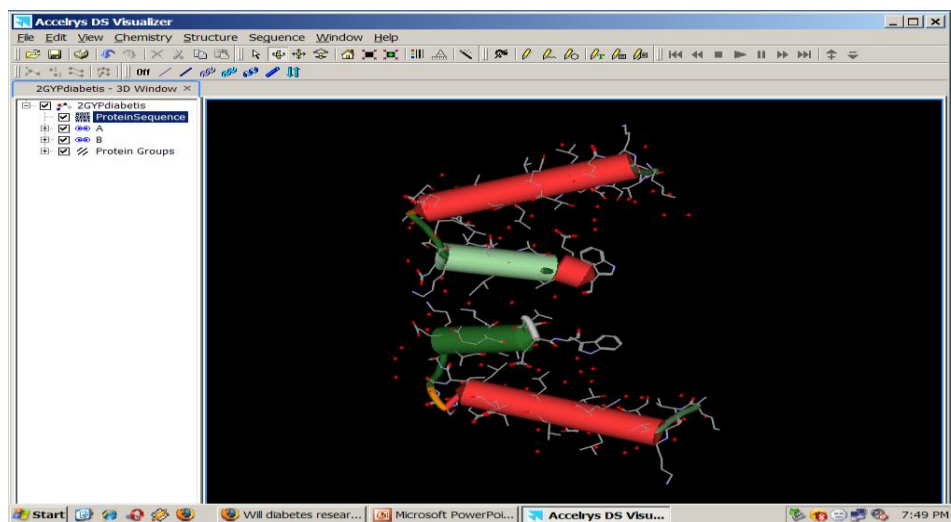 Accelrys DS Visualizer
File Edit View Chemistry Structure Sequence Window Help
Off
2GYPdiabetis - 3D Window ×
2GYPdiabetis
ProteinSequence
A
B
Protein Groups
Start
Will diabetes resear...
Microsoft PowerPoi...
Accelrys DS Visu...
7:49 PM